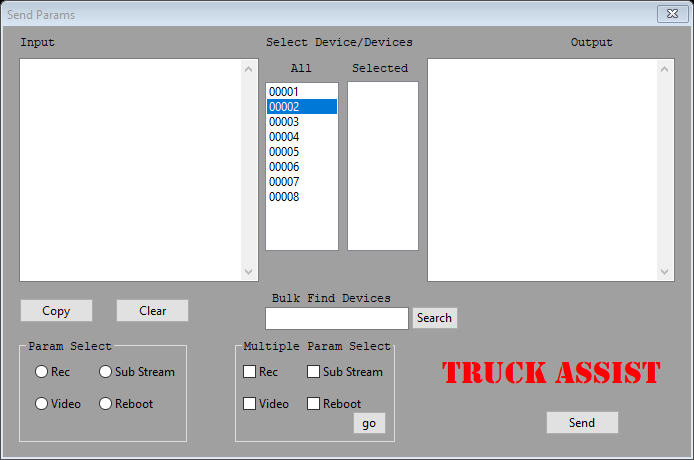 Send Params
Input
Select Device/Devices
Output
All
Selected
00001
00002
00003
00004
00005
00006
00007
00008
Copy
Clear
Bulk Find Devices
Search
Param Select
Rec
Sub Stream
Video
Reboot
Multiple Param Select
Rec
Sub Stream
Video
Reboot
go
TRUCK ASSIST
Send